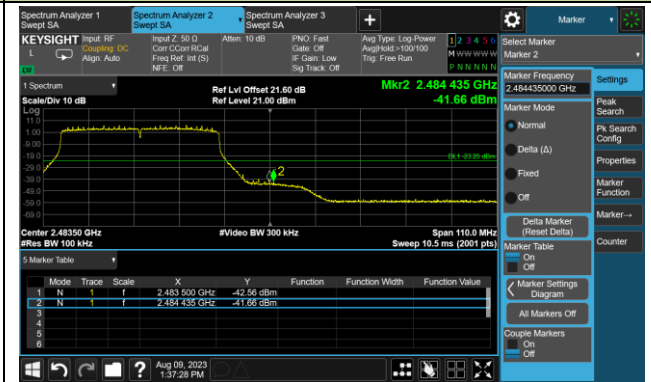 Spectrum Analyzer 1
Swept SA
Spectrum Analyzer 2
Swept SA
Spectrum Analyzer 3
Swept SA
+
Marker
KEYSIGHT
L
LW
Input: RF
Coupling: DC
Align: Auto
Input Z: 50 Ω
Corr CCorr RCal
Freq Ref: Int (S)
NFE: Off
Atten: 10 dB
PNO: Fast
Gate: Off
IF Gain: Low
Sig Track: Off
Avg Type: Log-Power
Avg|Hold:>100/100
Trig: Free Run
1 2 3 4 5 6
M W W W W W
P N N N N N
Select Marker
Marker 2
1 Spectrum
Scale/Div 10 dB
Ref Lvl Offset 21.60 dB
Ref Level 21.00 dBm
Mkr2 2.484 435 GHz
-41.66 dBm
Log
11.0
1.00
-9.00
-19.0
-29.0
-39.0
-49.0
-59.0
-69.0
DL1 -23.25 dBm
2
Center 2.48350 GHz
#Res BW 100 kHz
#Video BW 300 kHz
Span 110.0 MHz
Sweep 10.5 ms (2001 pts)
Marker Frequency
2.484435000 GHz
Marker Mode
Normal
Delta (Δ)
Fixed
Off
Delta Marker
(Reset Delta)
Marker Table
On
Off
Marker Settings
Diagram
All Markers Off
Couple Markers
On
Off
Settings
Peak
Search
Pk Search
Config
Properties
Marker
Function
Marker→
Counter
5 Marker Table
Mode Trace Scale X Y Function Function Width Function Value
1 N 1 f 2.483 500 GHz -42.56 dBm
2 N 1 f 2.484 435 GHz -41.66 dBm
3
4
5
6
?
Aug 09, 2023
1:37:28 PM